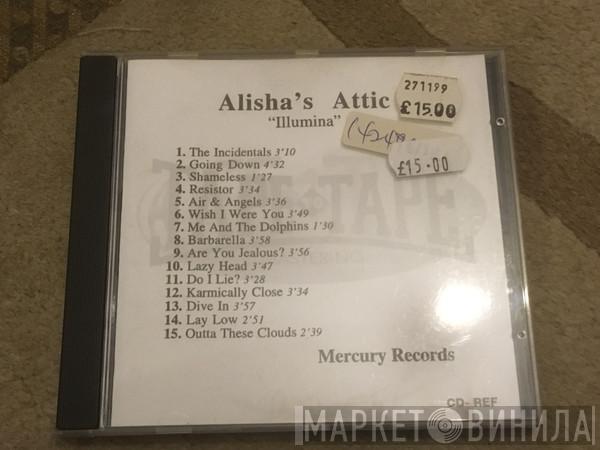 Alisha's Attic
"Illumina"
271199
£15.00
£15.00
1. The Incidentals 3'10
2. Going Down 4'32
3. Shameless 1'27
4. Resistor 3'34
5. Air & Angels 3'36
6. Wish I Were You 3'49
7. Me And The Dolphins 1'30
8. Barbarella 3'58
9. Are You Jealous? 3'56
10. Lazy Head 3'47
11. Do I Lie? 3'28
12. Karmically Close 3'34
13. Dive In 3'57
14. Lay Low 2'51
15. Outta These Clouds 2'39
TAPE
Mercury Records
CD- REF
МАРКЕТ ВИНИЛА